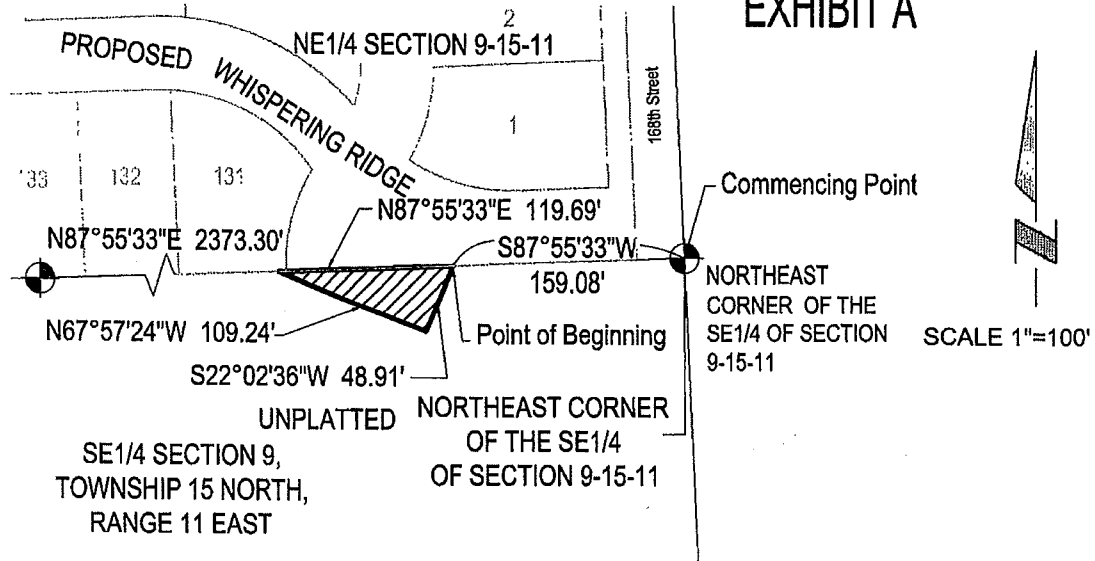 EXHIBIT A
2
NE1/4 SECTION 9-15-11
PROPOSED WHISPERING RIDGE
168th Street
1
'33
132
131
Commencing Point
N87°55'33"E 119.69'
N87°55'33"E 2373.30'
S87°55'33"W
159.08'
NORTHEAST
CORNER OF THE
SE1/4 OF SECTION
9-15-11
N67°57'24"W 109.24'
Point of Beginning
SCALE 1"=100'
S22°02'36"W 48.91'
UNPLATTED
NORTHEAST CORNER
OF THE SE1/4
OF SECTION 9-15-11
SE1/4 SECTION 9,
TOWNSHIP 15 NORTH,
RANGE 11 EAST